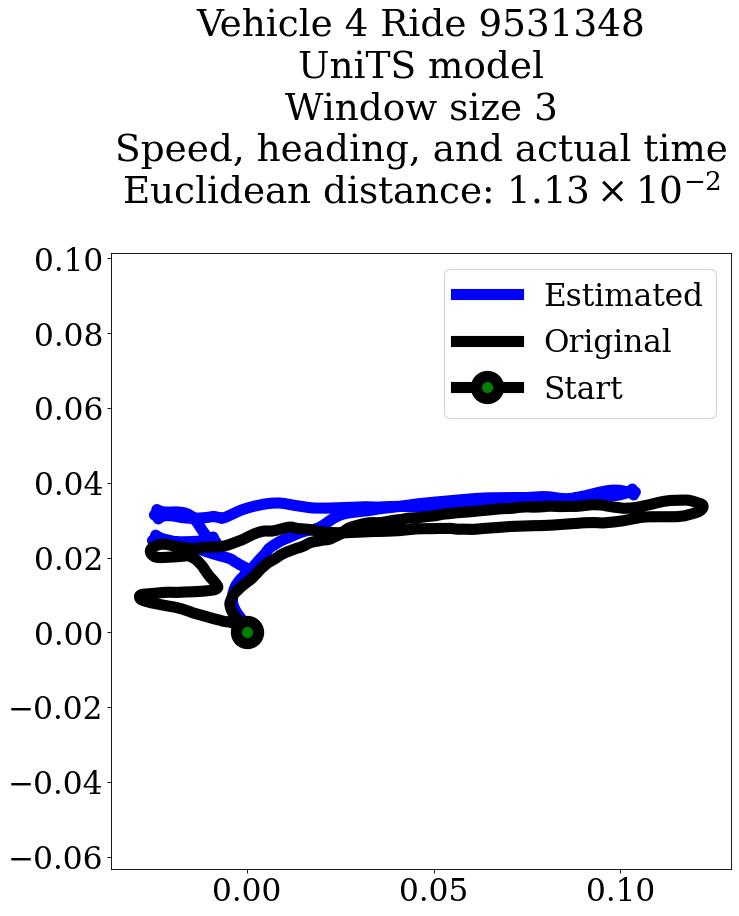 Vehicle 4 Ride 9531348
UniTS model
Window size 3
Speed, heading, and actual time
Euclidean distance: 1.13 × 10⁻²
Estimated
Original
Start
0.10
0.08
0.06
0.04
0.02
0.00
−0.02
−0.04
−0.06
0.00 0.05 0.10